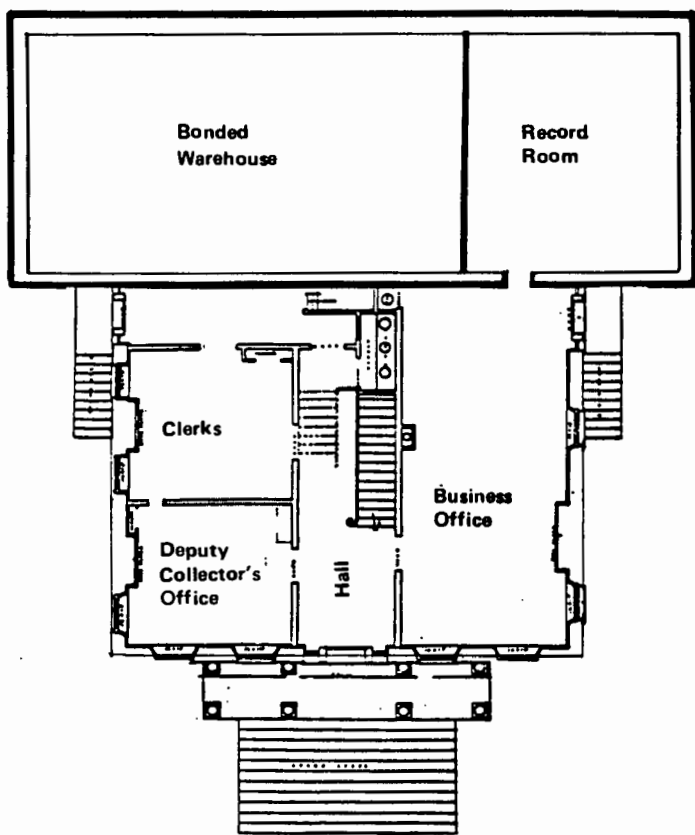 Bonded
Warehouse
Record
Room
Clerks
Business
Office
Deputy
Collector's
Office
Hall